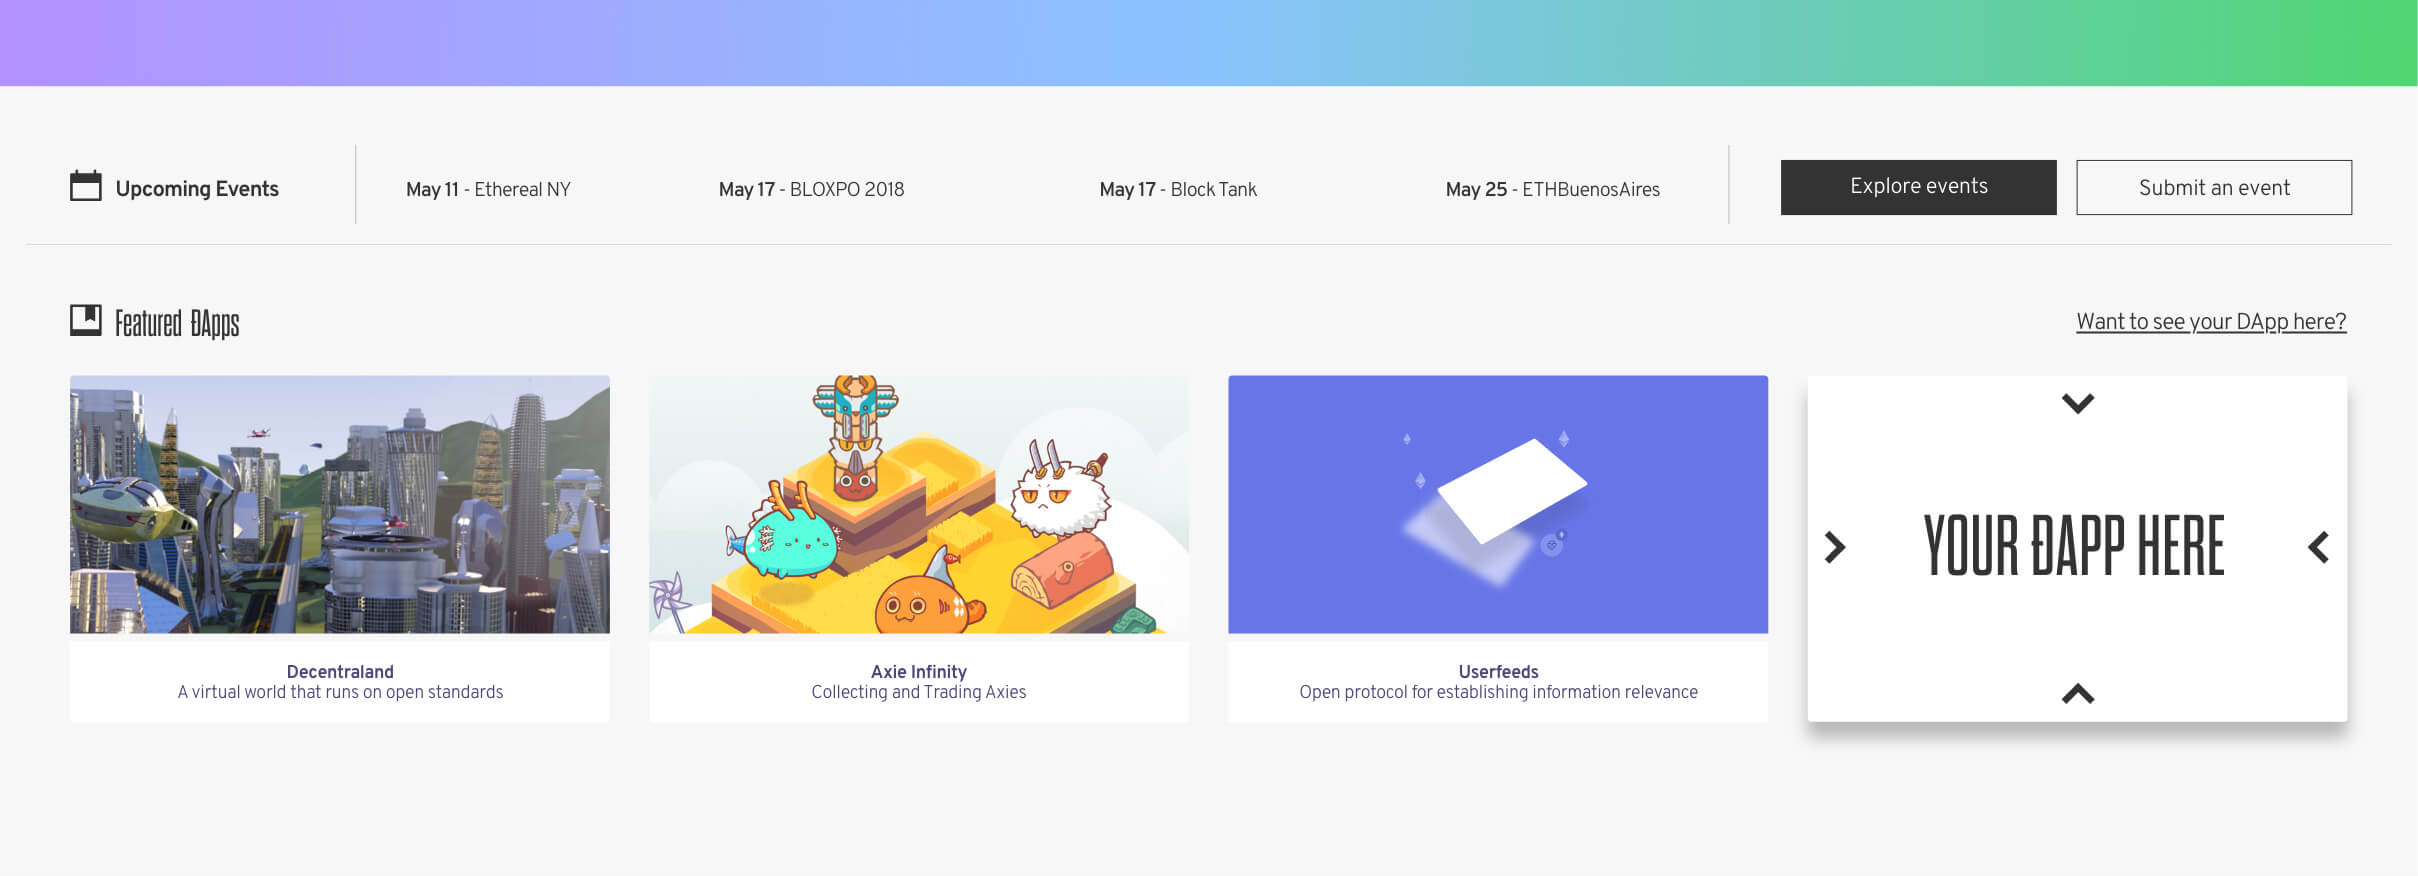 Upcoming Events
May 11 - Ethereal NY
May 17 - BLOXPO 2018
May 17 - Block Tank
May 25 - ETHBuenosAires
Explore events
Submit an event
Featured ÐApps
Want to see your DApp here?
Decentraland
A virtual world that runs on open standards
Axie Infinity
Collecting and Trading Axies
Userfeeds
Open protocol for establishing information relevance
YOUR ÐAPP HERE